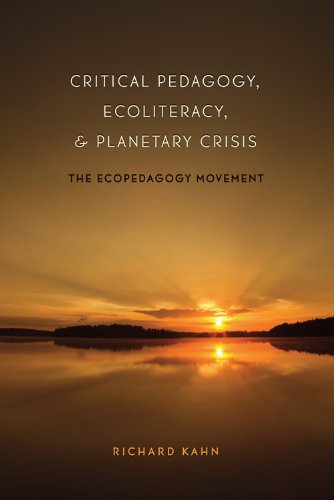 CRITICAL PEDAGOGY,
ECOLITERACY,
& PLANETARY CRISIS
THE ECOPEDAGOGY MOVEMENT
RICHARD KAHN